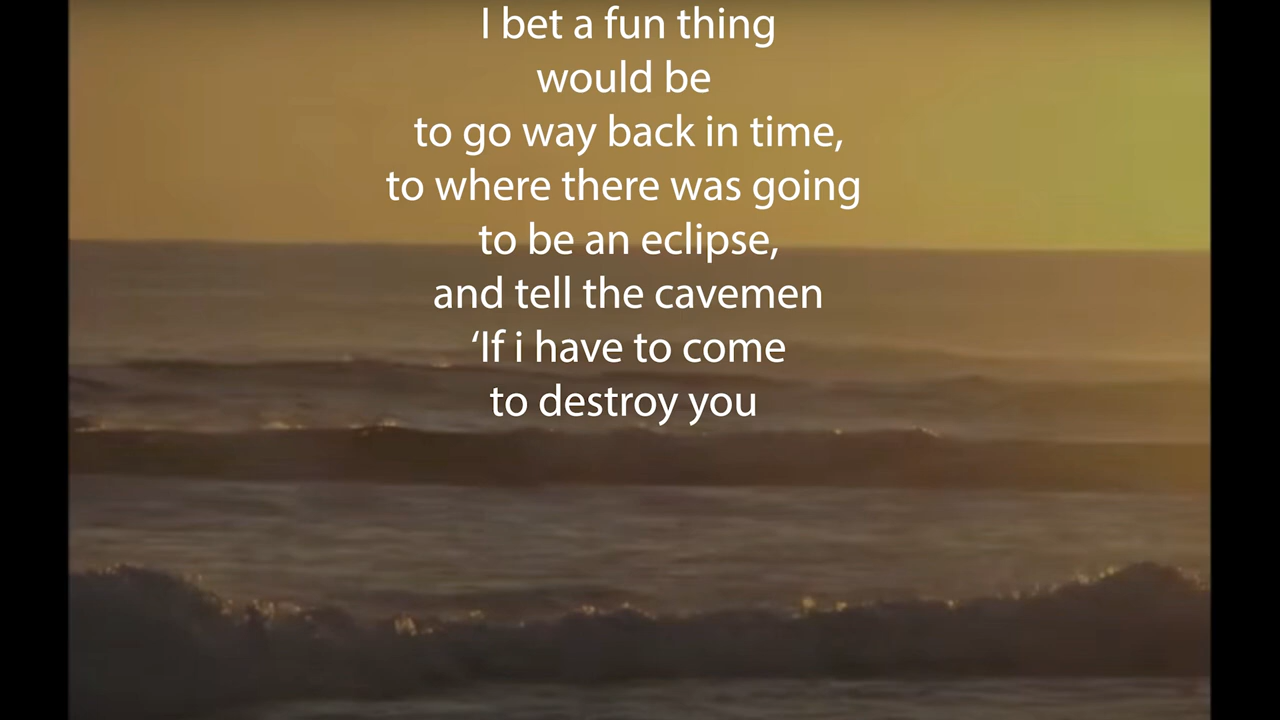 I bet a fun thing
would be
to go way back in time,
to where there was going
to be an eclipse,
and tell the cavemen
‘If i have to come
to destroy you